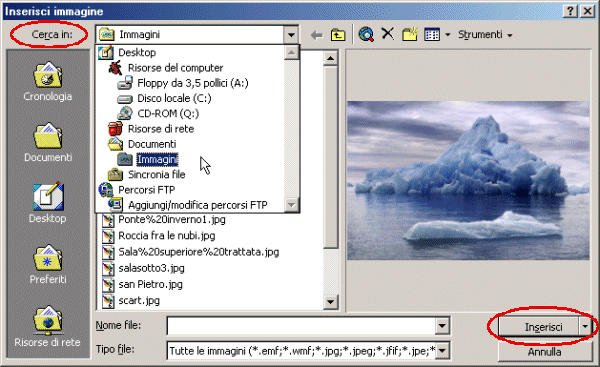 Inserisci immagine
Cerca in:
Immagini
Strumenti
Desktop
Risorse del computer
Floppy da 3,5 pollici (A:)
Disco locale (C:)
CD-ROM (Q:)
Risorse di rete
Documenti
Immagini
Sincronia file
Percorsi FTP
Aggiungi/modifica percorsi FTP
Cronologia
Documenti
Desktop
Preferiti
Risorse di rete
Ponte%20inverno1.jpg
Roccia fra le nubi.jpg
Sala%20superiore%20trattata.jpg
salasotto3.jpg
san Pietro.jpg
scart.jpg
Nome file:
Inserisci
Tipo file:
Tutte le immagini (*.emf;*.wmf;*.jpg;*.jpeg;*.jfif;*.jpe;*
Annulla